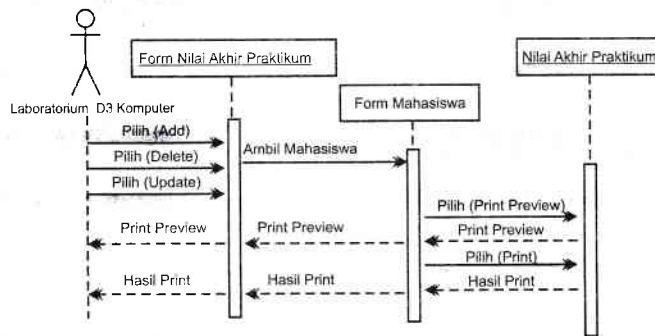 Form Nilai Akhir Praktikum
Nilai Akhir Praktikum
Form Mahasiswa
Laboratorium D3 Komputer
Pilih (Add)
Ambil Mahasiswa
Pilih (Delete)
Pilih (Update)
Pilih (Print Preview)
Print Preview
Print Preview
Print Preview
Pilih (Print)
Hasil Print
Hasil Print
Hasil Print